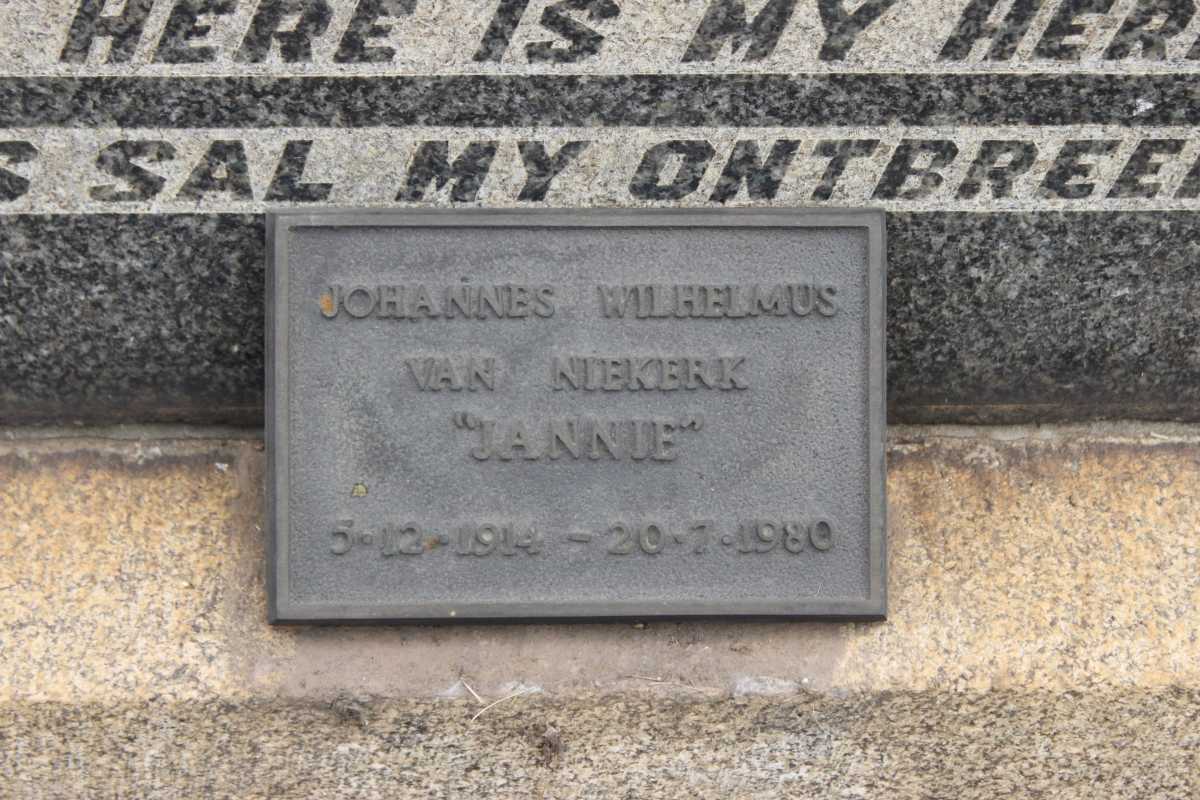 HERE IS MY HER
SAL MY ONTBREE
JOHANNES WILHELMUS
VAN NIEKERK
“JANNIE”
5·12·1914 – 20·7·1980